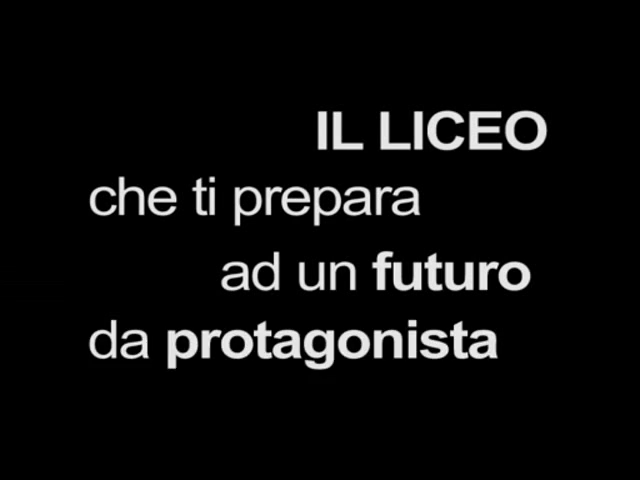 IL LICEO
che ti prepara
ad un futuro
da protagonista